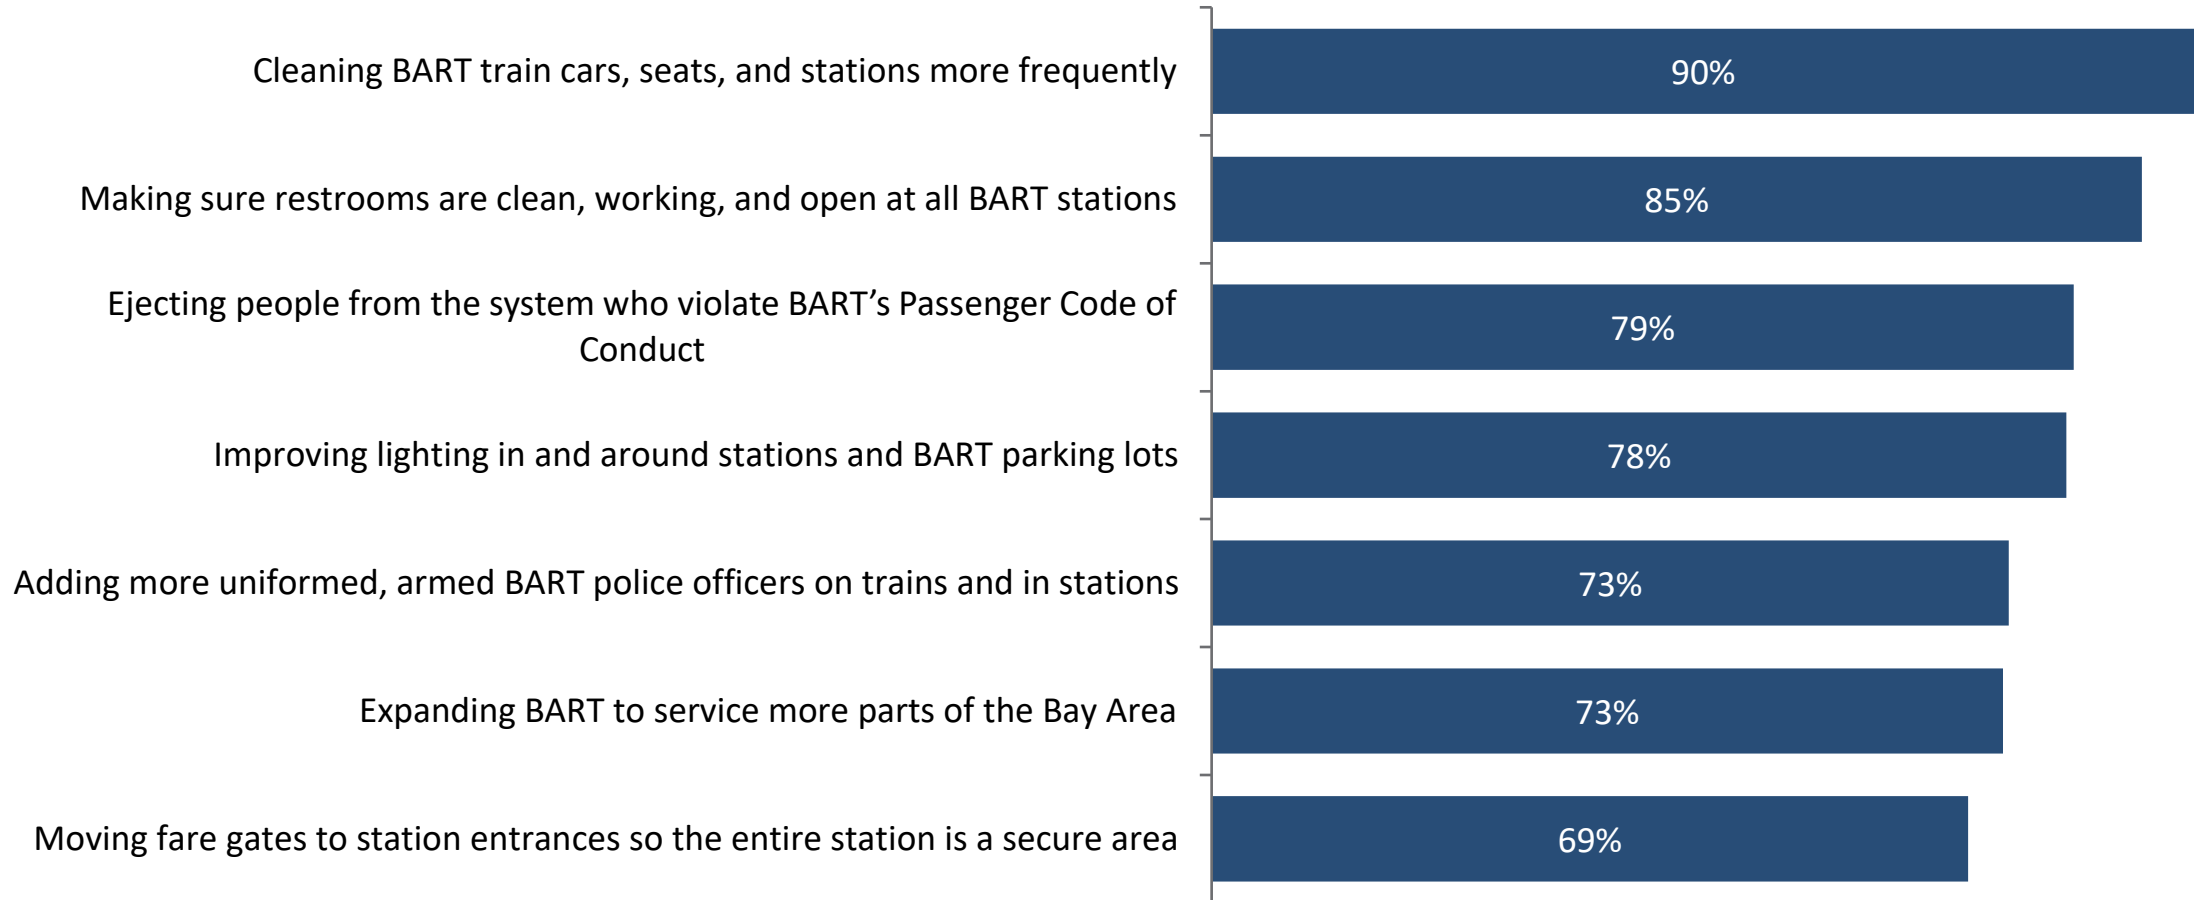 Cleaning BART train cars, seats, and stations more frequently
90%
Making sure restrooms are clean, working, and open at all BART stations
85%
Ejecting people from the system who violate BART’s Passenger Code of
Conduct
79%
Improving lighting in and around stations and BART parking lots
78%
Adding more uniformed, armed BART police officers on trains and in stations
73%
Expanding BART to service more parts of the Bay Area
73%
Moving fare gates to station entrances so the entire station is a secure area
69%